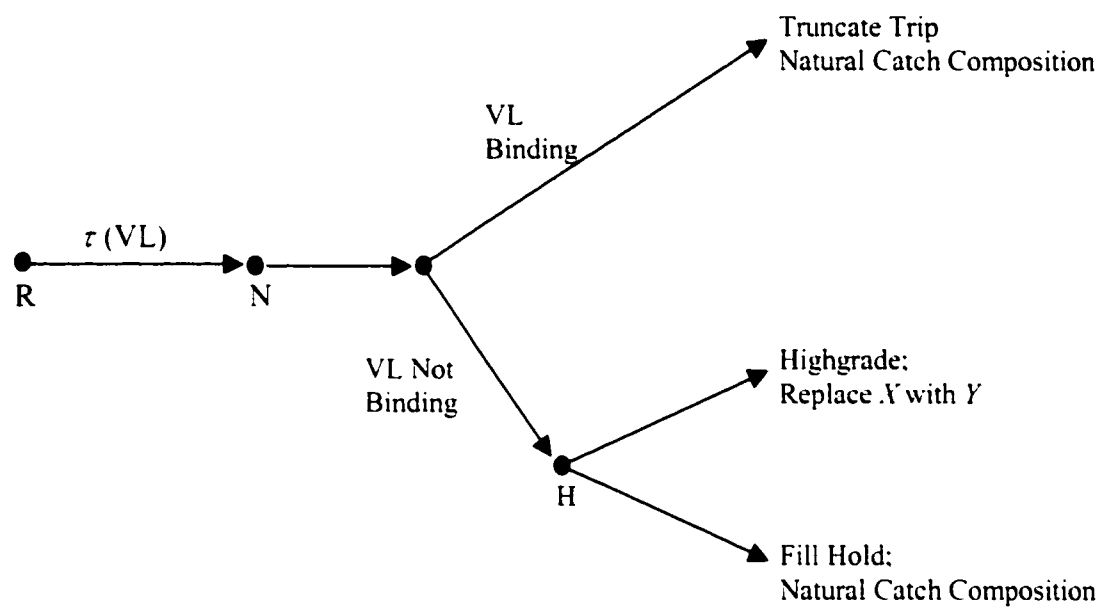 Truncate Trip
Natural Catch Composition
VL
Binding
τ (VL)
R
N
VL Not
Binding
Highgrade;
Replace X with Y
H
Fill Hold;
Natural Catch Composition